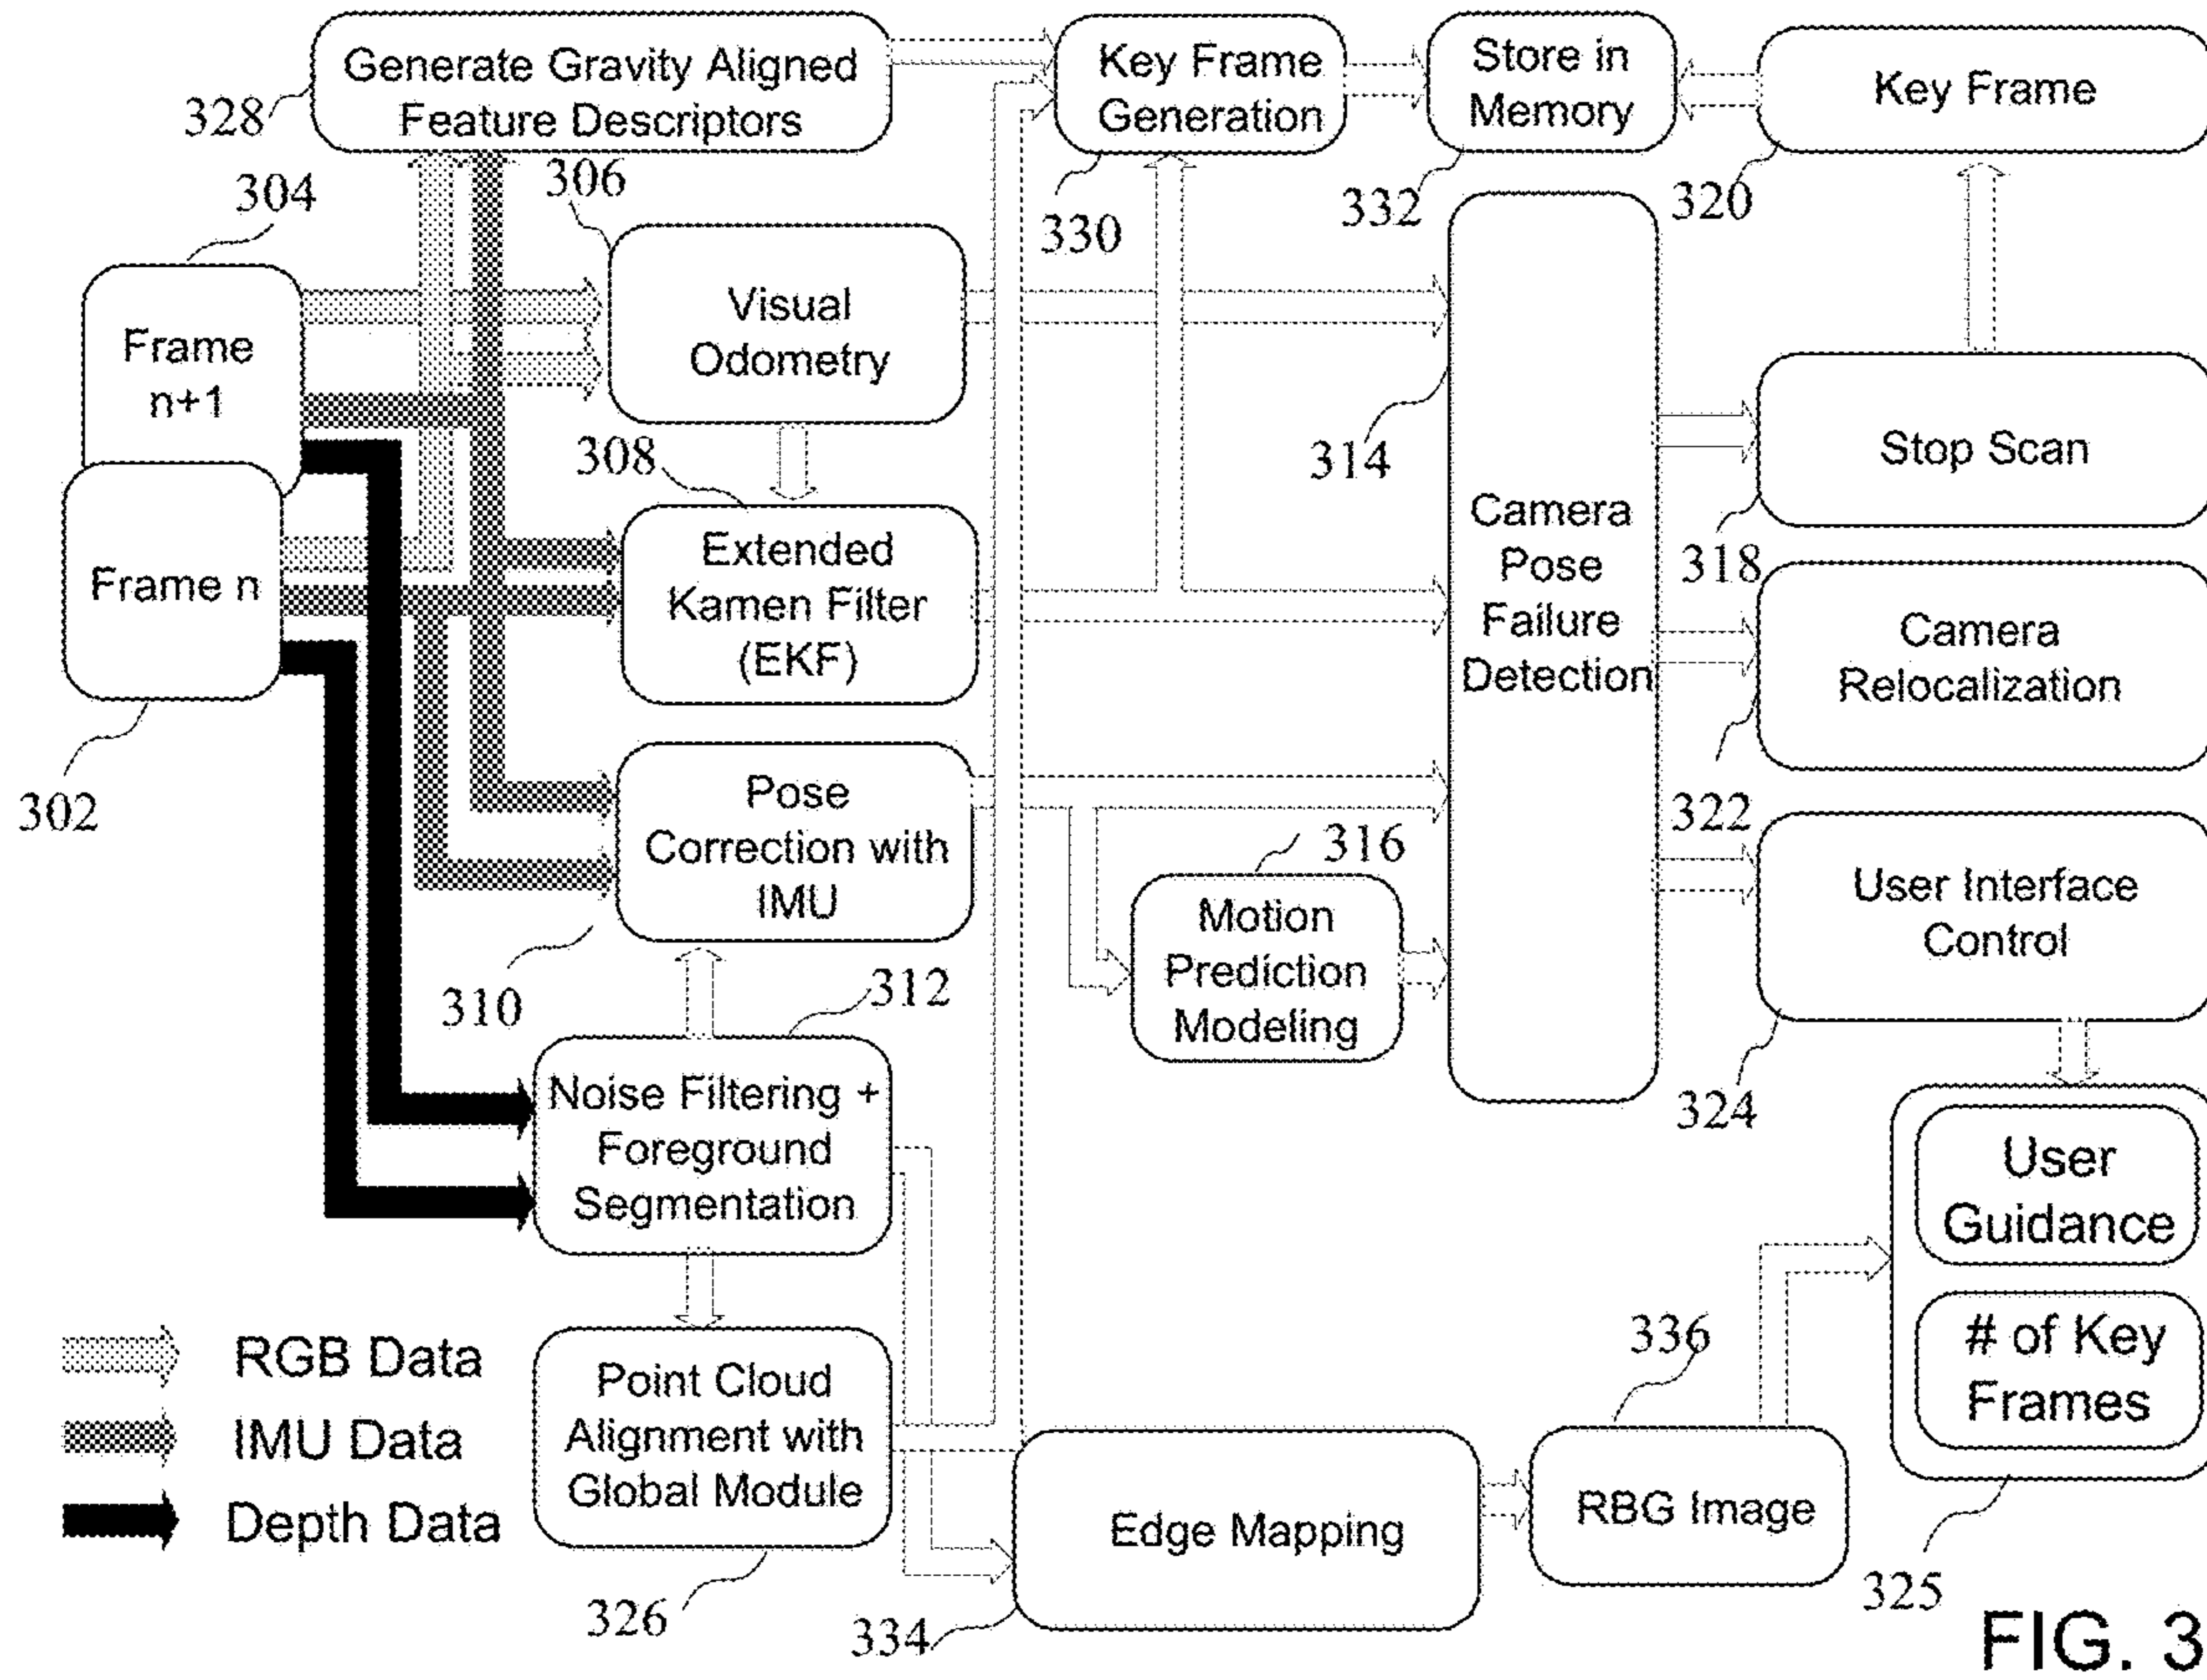 Generate Gravity Aligned
Feature Descriptors
328
Key Frame
Generation
330
Store in
Memory
332
Key Frame
320
304
306
Frame
n+1
Visual
Odometry
314
Stop Scan
318
308
Frame n
302
Extended
Kamen Filter
(EKF)
Camera
Pose
Failure
Detection
Camera
Relocalization
322
Pose
Correction with
IMU
310
316
Motion
Prediction
Modeling
User Interface
Control
324
312
Noise Filtering +
Foreground
Segmentation
User
Guidance
# of Key
Frames
325
RGB Data
IMU Data
Depth Data
Point Cloud
Alignment with
Global Module
326
Edge Mapping
334
336
RBG Image
FIG. 3